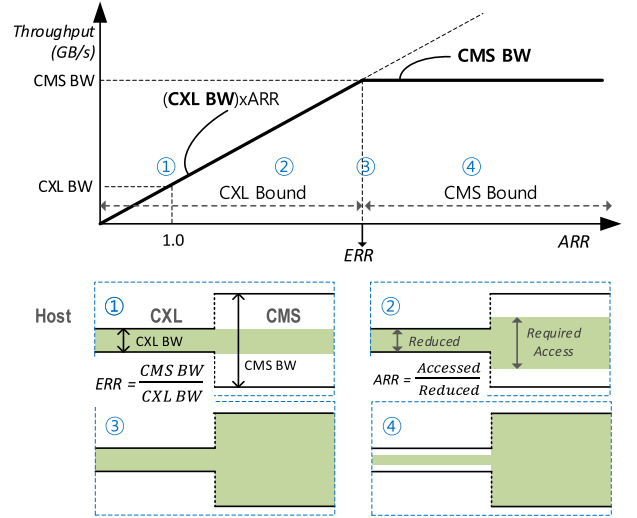 Throughput
(GB/s)
CMS BW
CMS BW
(CXL BW)xARR
① ② ③ ④
CXL BW
CXL Bound
CMS Bound
1.0
ERR
ARR
① ②
Host
CXL
CMS
CXL BW
CMS BW
ERR = CMS BW / CXL BW
Reduced
Required
Access
ARR = Accessed / Reduced
③ ④